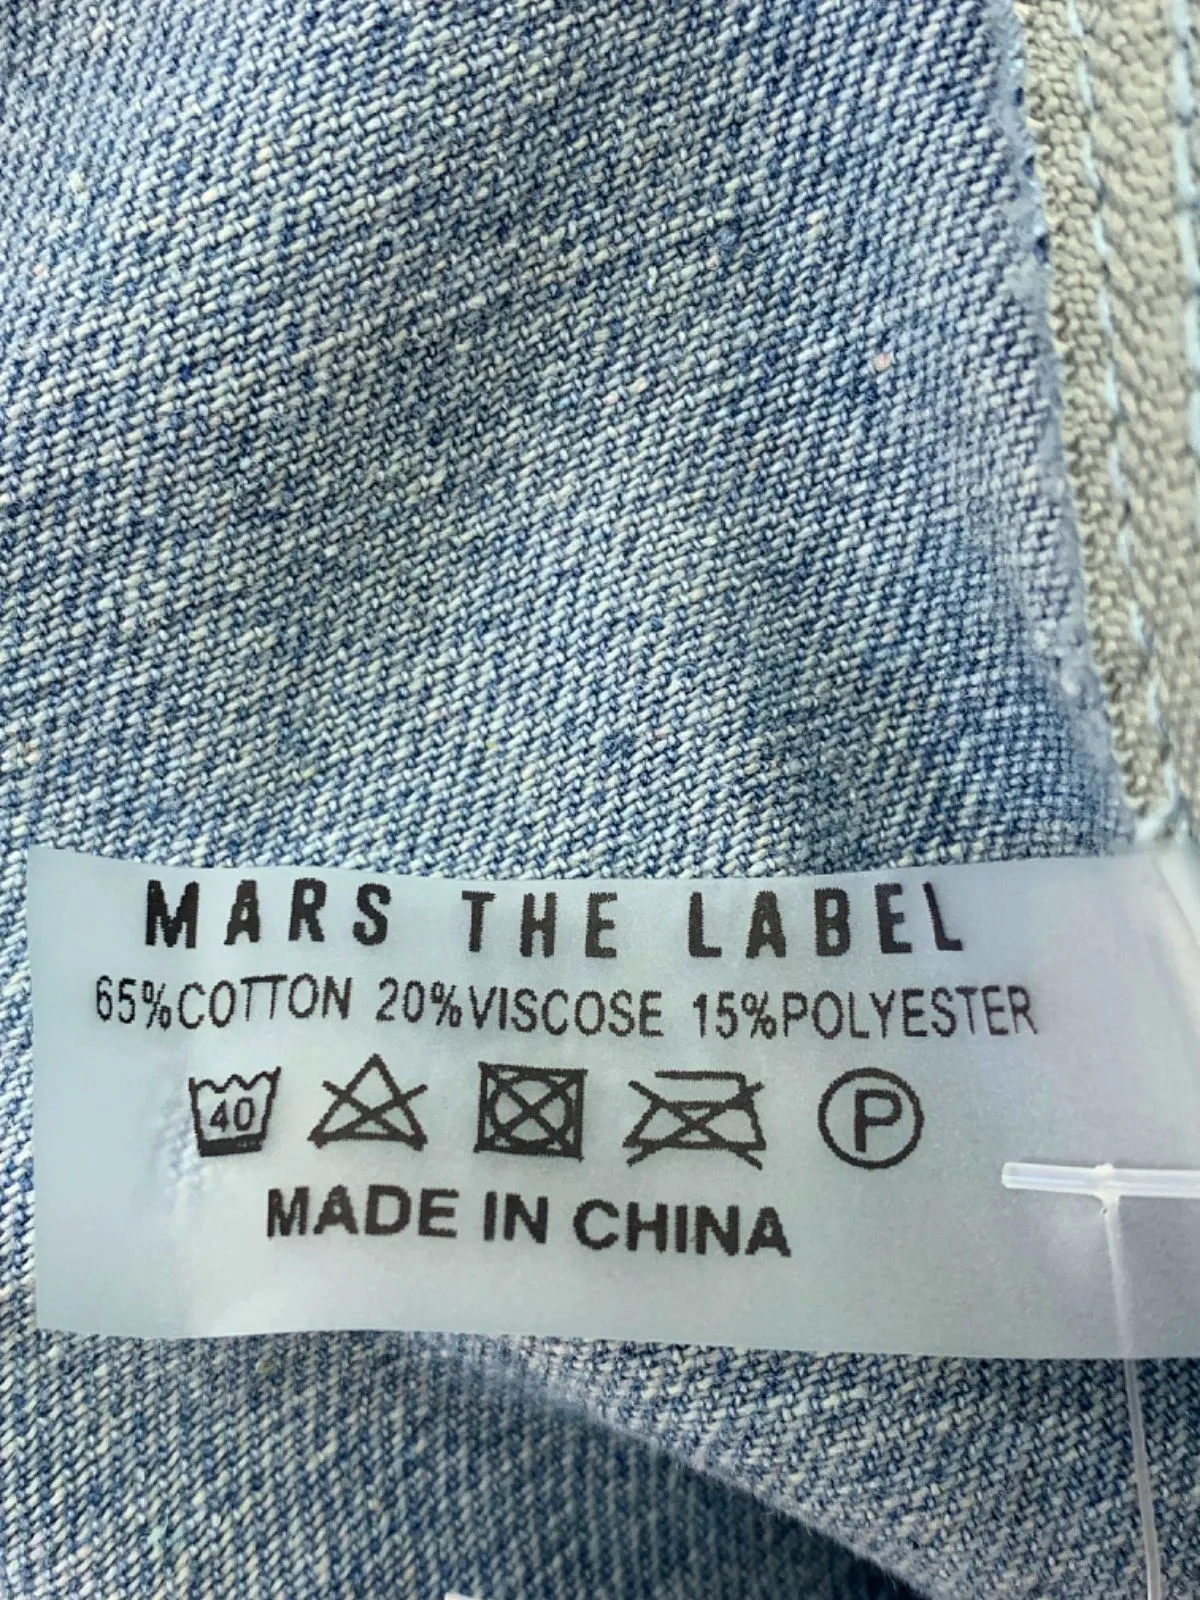 MARS THE LABEL
65%COTTON 20%VISCOSE 15%POLYESTER
40 P
MADE IN CHINA